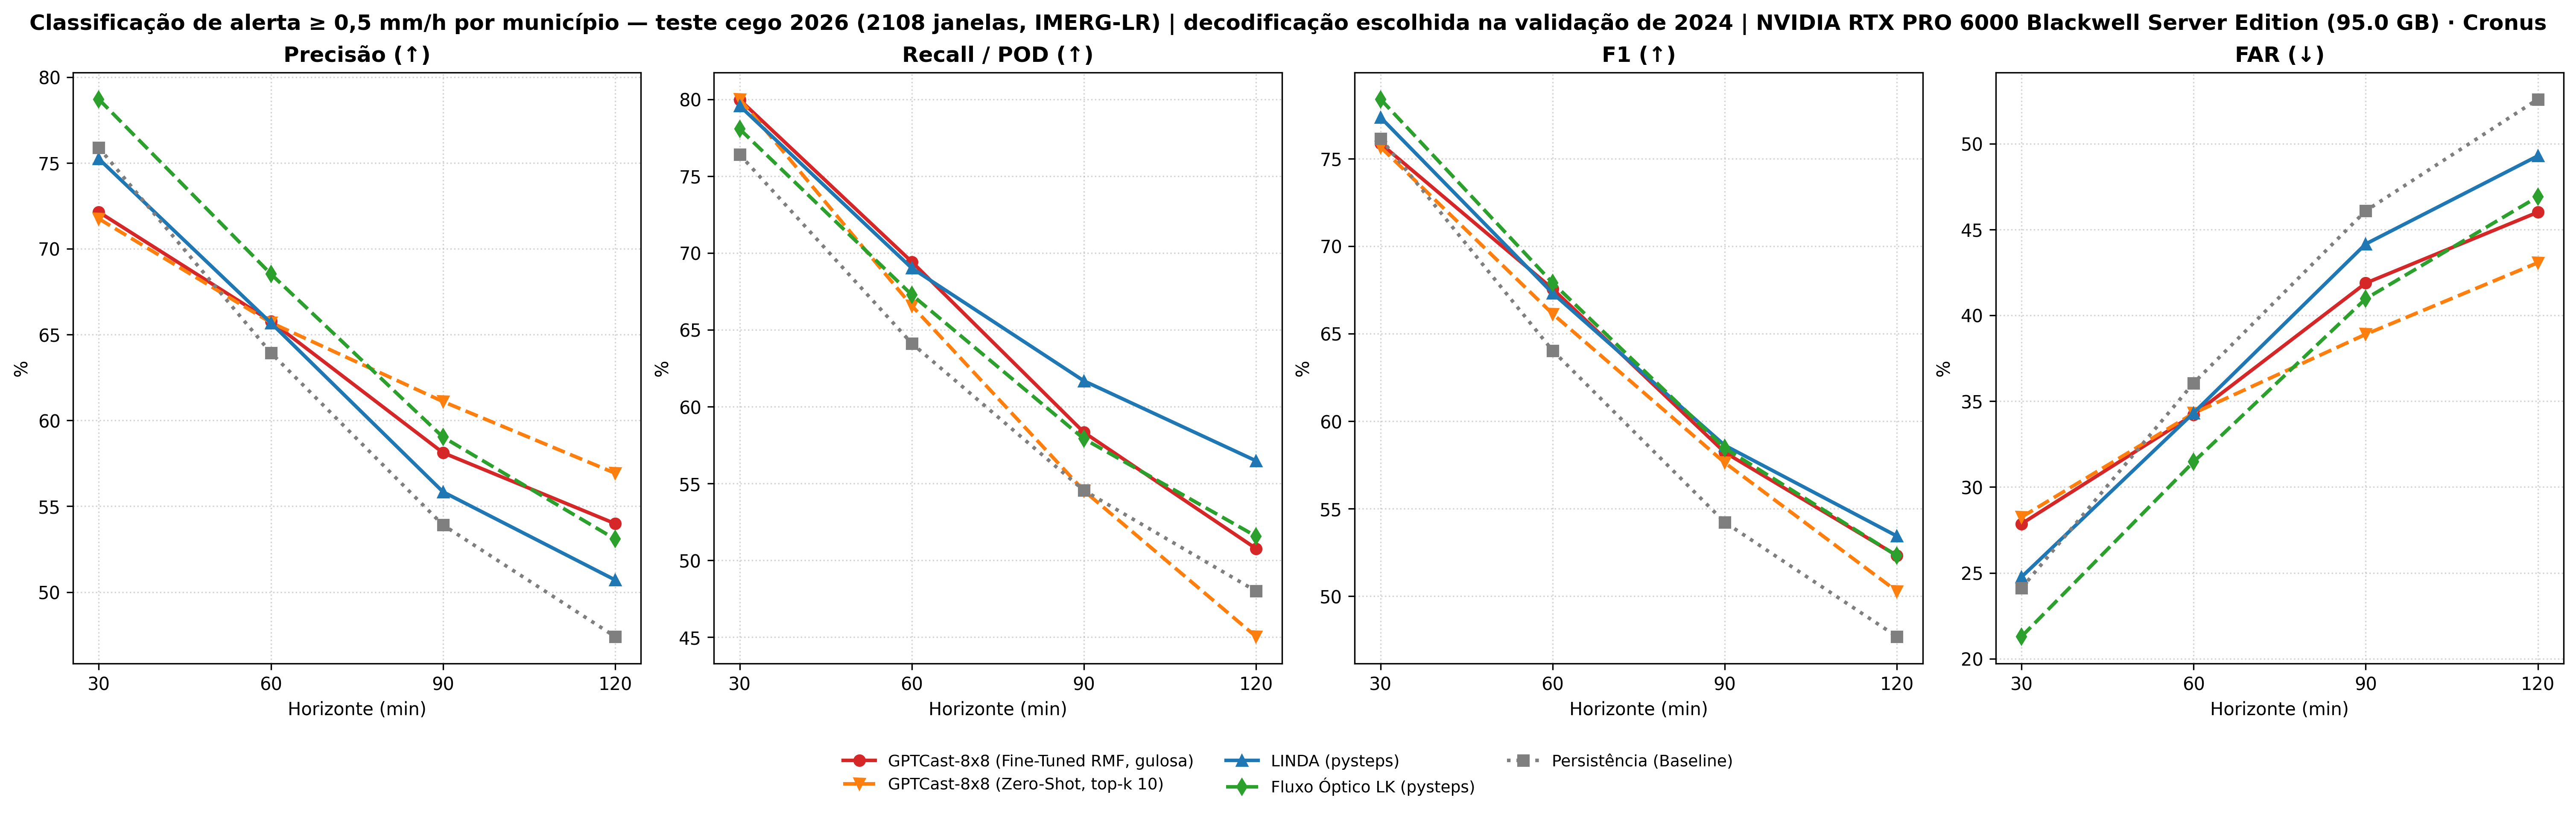 Classificação de alerta ≥ 0,5 mm/h por município — teste cego 2026 (2108 janelas, IMERG-LR) | decodificação escolhida na validação de 2024 | NVIDIA RTX PRO 6000 Blackwell Server Edition (95.0 GB) · Cronus
Precisão (↑)
80
75
70
65
60
55
50
%
30 60 90 120
Horizonte (min)
Recall / POD (↑)
80
75
70
65
60
55
50
45
%
30 60 90 120
Horizonte (min)
F1 (↑)
75
70
65
60
55
50
%
30 60 90 120
Horizonte (min)
FAR (↓)
50
45
40
35
30
25
20
%
30 60 90 120
Horizonte (min)
GPTCast-8x8 (Fine-Tuned RMF, gulosa)
GPTCast-8x8 (Zero-Shot, top-k 10)
LINDA (pysteps)
Fluxo Óptico LK (pysteps)
Persistência (Baseline)